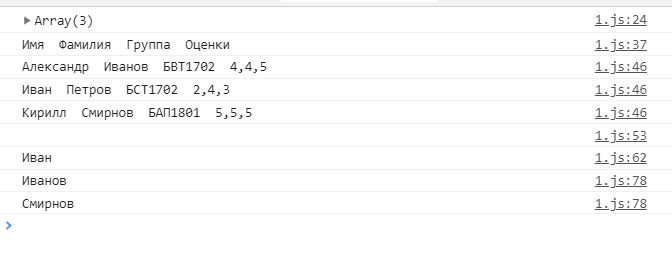 ▶ Array(3) 1.js:24
Имя Фамилия Группа Оценки 1.js:37
Александр Иванов БВТ1702 4,4,5 1.js:46
Иван Петров БСТ1702 2,4,3 1.js:46
Кирилл Смирнов БАП1801 5,5,5 1.js:46
1.js:53
Иван 1.js:62
Иванов 1.js:78
Смирнов 1.js:78